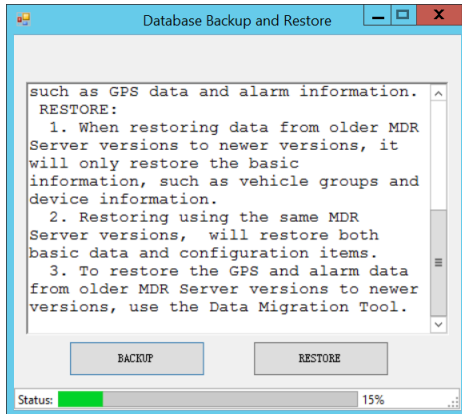 Database Backup and Restore
such as GPS data and alarm information.
RESTORE:
1. When restoring data from older MDR
Server versions to newer versions, it
will only restore the basic
information, such as vehicle groups and
device information.
2. Restoring using the same MDR
Server versions,  will restore both
basic data and configuration items.
3. To restore the GPS and alarm data
from older MDR Server versions to newer
versions, use the Data Migration Tool.
BACKUP
RESTORE
Status:
15%